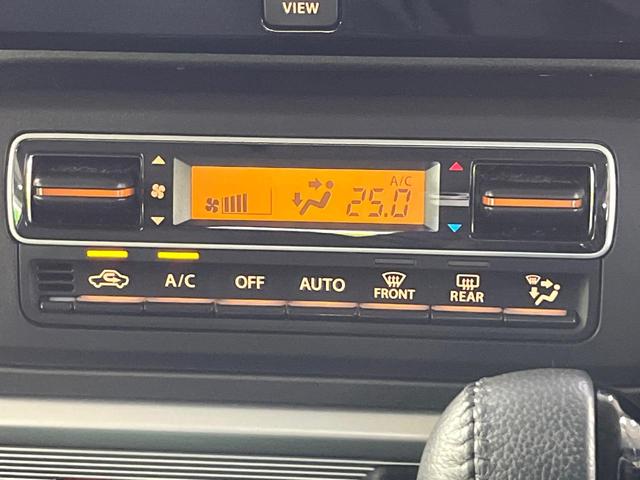 VIEW
A/C
25.0
A/C OFF AUTO FRONT REAR